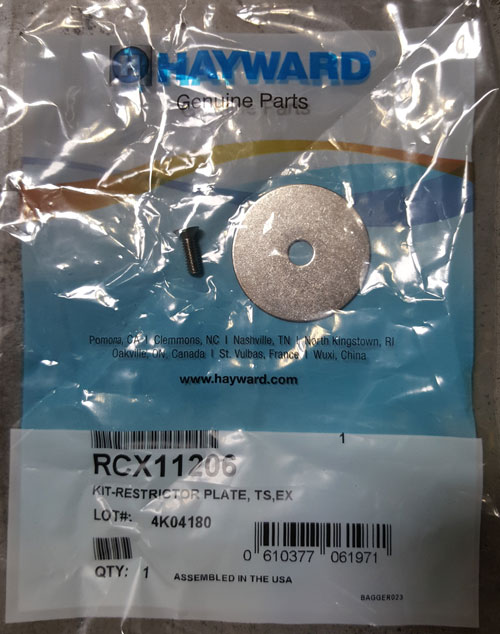 HAYWARD®
Genuine Parts
Pomona, CA | Clemmons, NC | Nashville, TN | North Kingstown, RI
Oakville, ON, Canada | St. Vulbas, France | Wuxi, China
www.hayward.com
1
RCX11206
KIT-RESTRICTOR PLATE, TS,EX
LOT#: 4K04180
0 610377 061971
QTY: 1 ASSEMBLED IN THE USA
BAGGER023